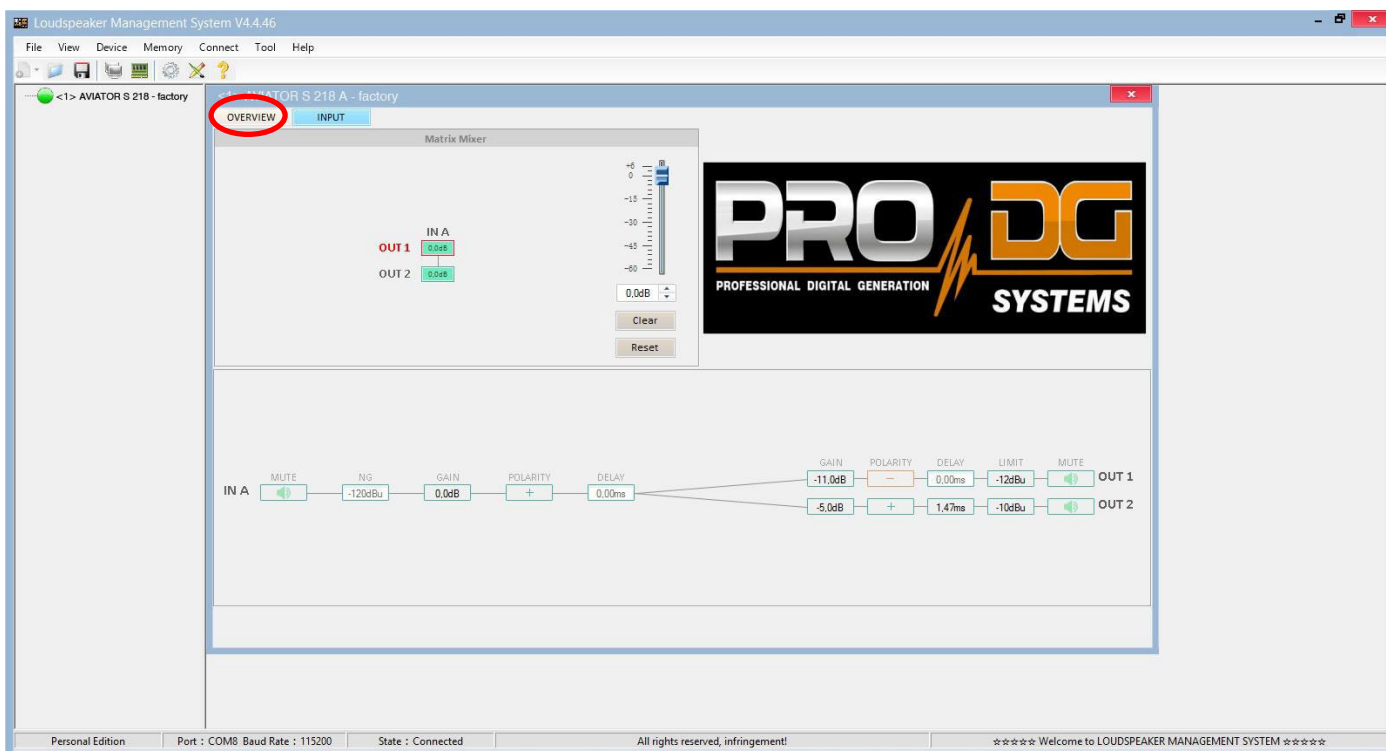 Loudspeaker Management System V4.4.46
File View Device Memory Connect Tool Help
<1> AVIATOR S 218 - factory
<1> AVIATOR S 218 A - factory
OVERVIEW INPUT
Matrix Mixer
+6
0
-15
-30
-45
-60
IN A
OUT 1 0,0dB
OUT 2 0,0dB
0,0dB
Clear
Reset
PRO DG
PROFESSIONAL DIGITAL GENERATION
SYSTEMS
MUTE NG GAIN POLARITY DELAY
IN A -120dBu 0,0dB + 0,00ms
GAIN POLARITY DELAY LIMIT MUTE
-11,0dB - 0,00ms -12dBu OUT 1
-5,0dB + 1,47ms -10dBu OUT 2
Personal Edition Port : COM8 Baud Rate : 115200 State : Connected All rights reserved, infringement! ☆☆☆☆☆ Welcome to LOUDSPEAKER MANAGEMENT SYSTEM ☆☆☆☆☆